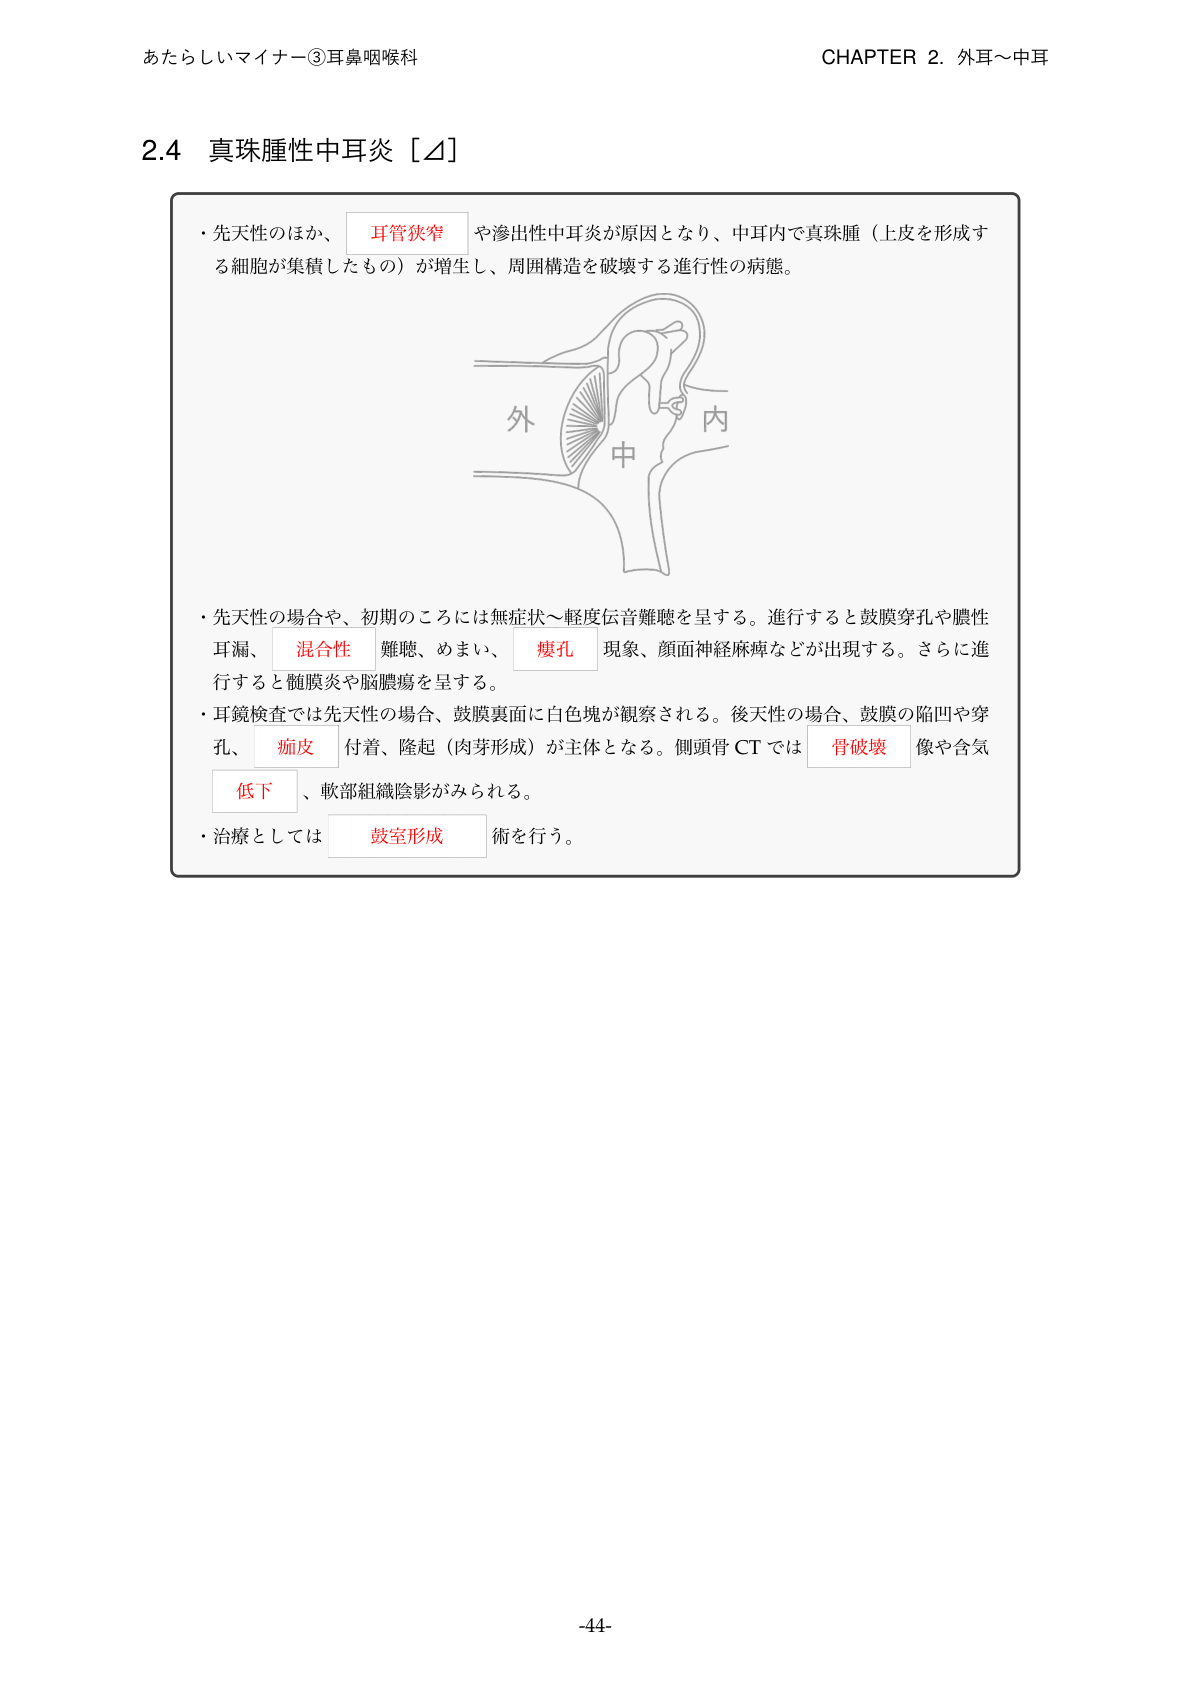 あたらしいマイナー③耳鼻咽喉科 CHAPTER 2. 外耳〜中耳
2.4 真珠腫性中耳炎［⊿］
・先天性のほか、 耳管狭窄 や滲出性中耳炎が原因となり、中耳内で真珠腫（上皮を形成す
る細胞が集積したもの）が増生し、周囲構造を破壊する進行性の病態。
外
内
中
・先天性の場合や、初期のころには無症状〜軽度伝音難聴を呈する。進行すると鼓膜穿孔や膿性
耳漏、 混合性 難聴、めまい、 瘻孔 現象、顔面神経麻痺などが出現する。さらに進
行すると髄膜炎や脳膿瘍を呈する。
・耳鏡検査では先天性の場合、鼓膜裏面に白色塊が観察される。後天性の場合、鼓膜の陥凹や穿
孔、 痂皮 付着、隆起（肉芽形成）が主体となる。側頭骨 CT では 骨破壊 像や含気
低下 、軟部組織陰影がみられる。
・治療としては 鼓室形成 術を行う。
-44-